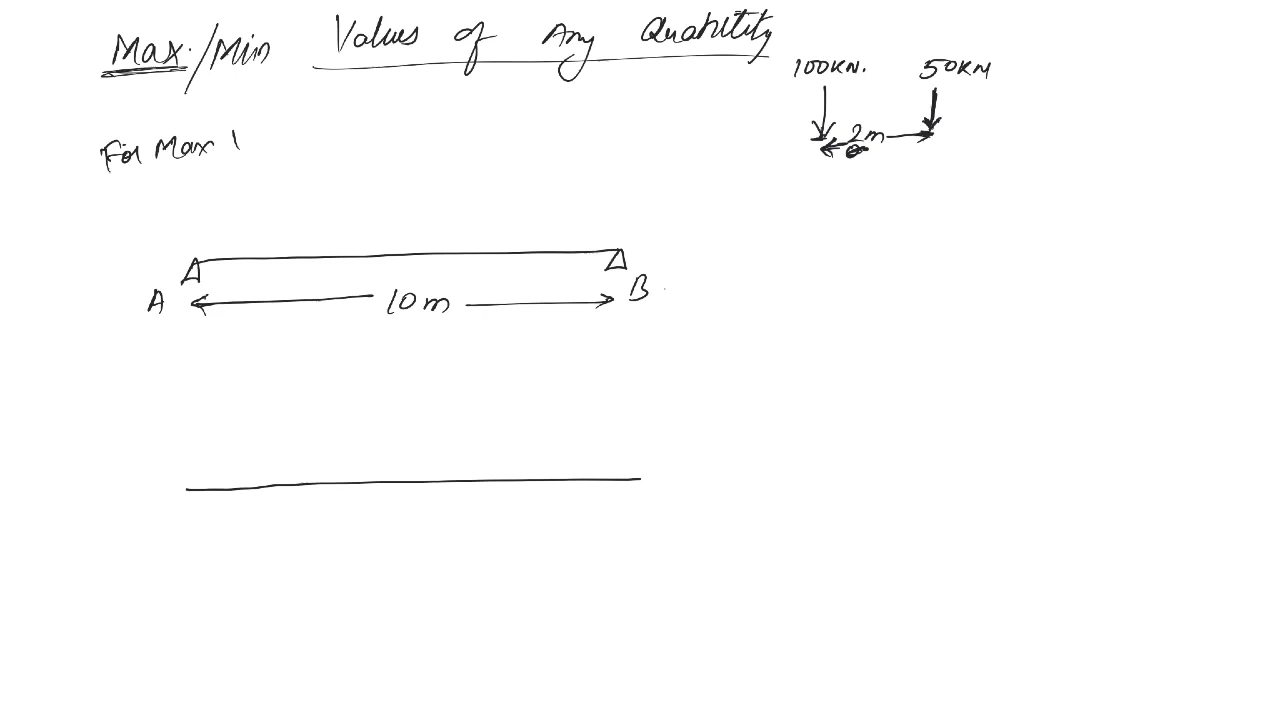 Max./Min Values of Any Quantity
100KN. 50KN
2m
For Max
A 10m B